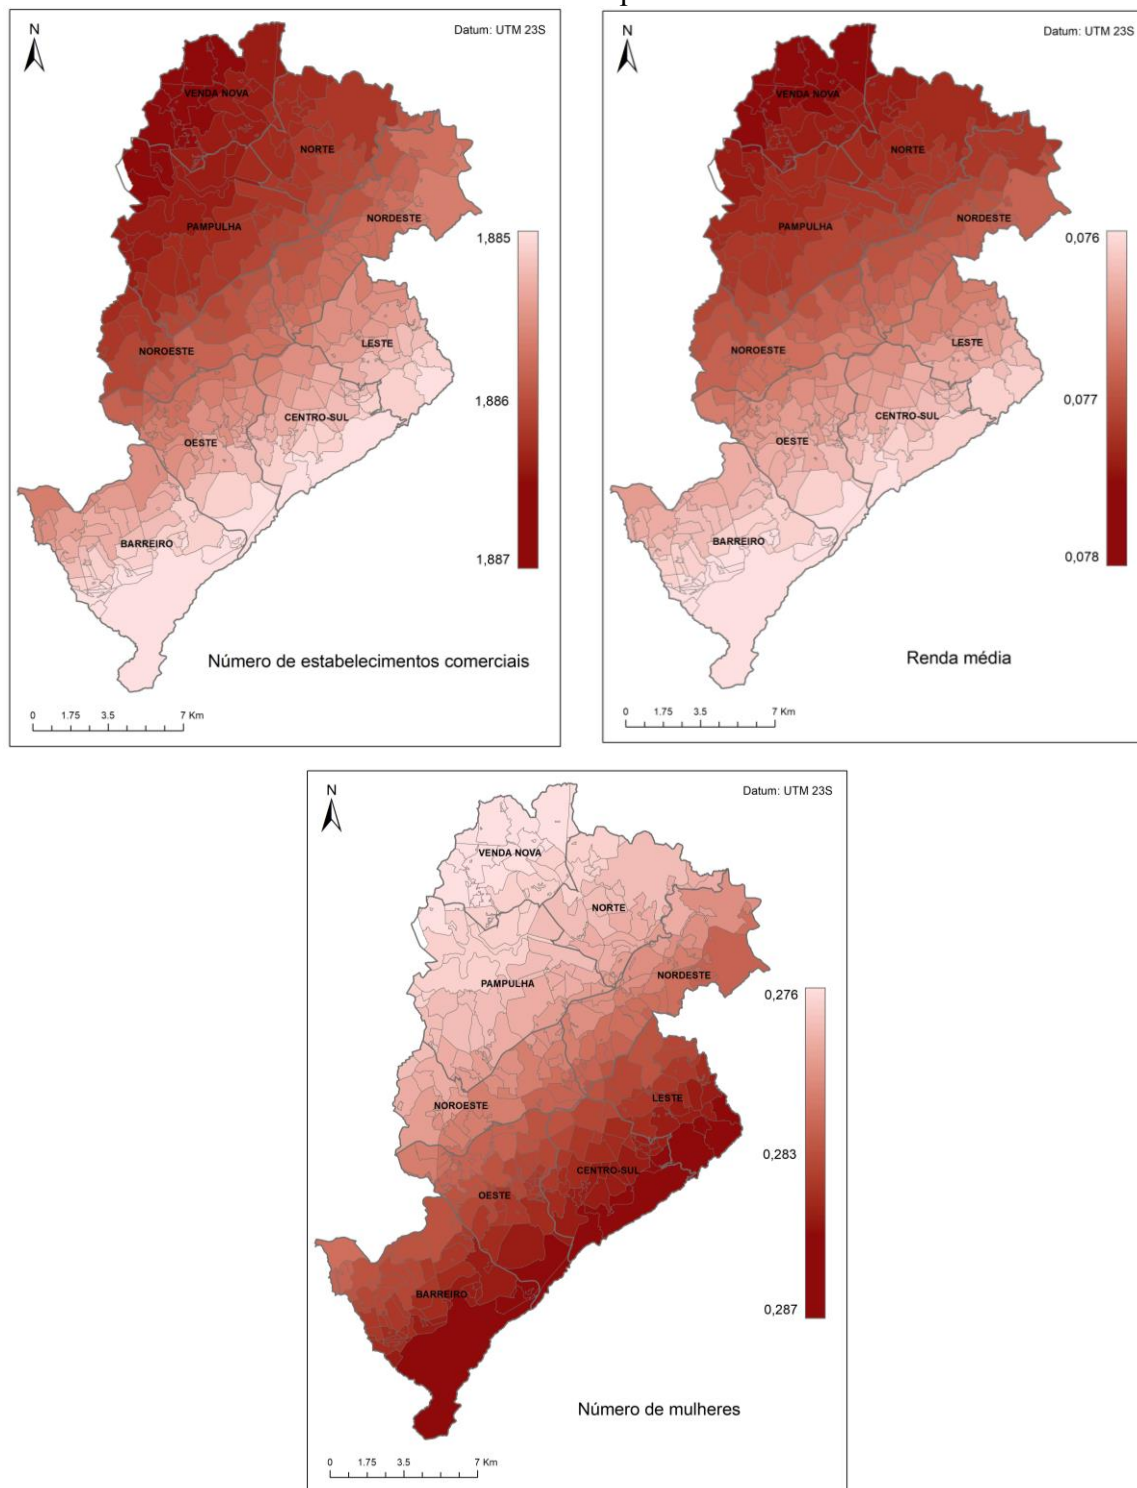 N
Datum: UTM 23S
VENDA NOVA
NORTE
NORDESTE
PAMPULHA
1,885
NOROESTE
LESTE
1,886
CENTRO-SUL
OESTE
BARREIRO
1,887
Número de estabelecimentos comerciais
0 1.75 3.5 7 Km
N
Datum: UTM 23S
VENDA NOVA
NORTE
NORDESTE
PAMPULHA
0,076
LESTE
NOROESTE
0,077
CENTRO-SUL
OESTE
BARREIRO
0,078
Renda média
0 1.75 3.5 7 Km
N
Datum: UTM 23S
VENDA NOVA
NORTE
NORDESTE
PAMPULHA
0,276
LESTE
NOROESTE
0,283
CENTRO-SUL
OESTE
BARREIRO
0,287
Número de mulheres
0 1.75 3.5 7 Km